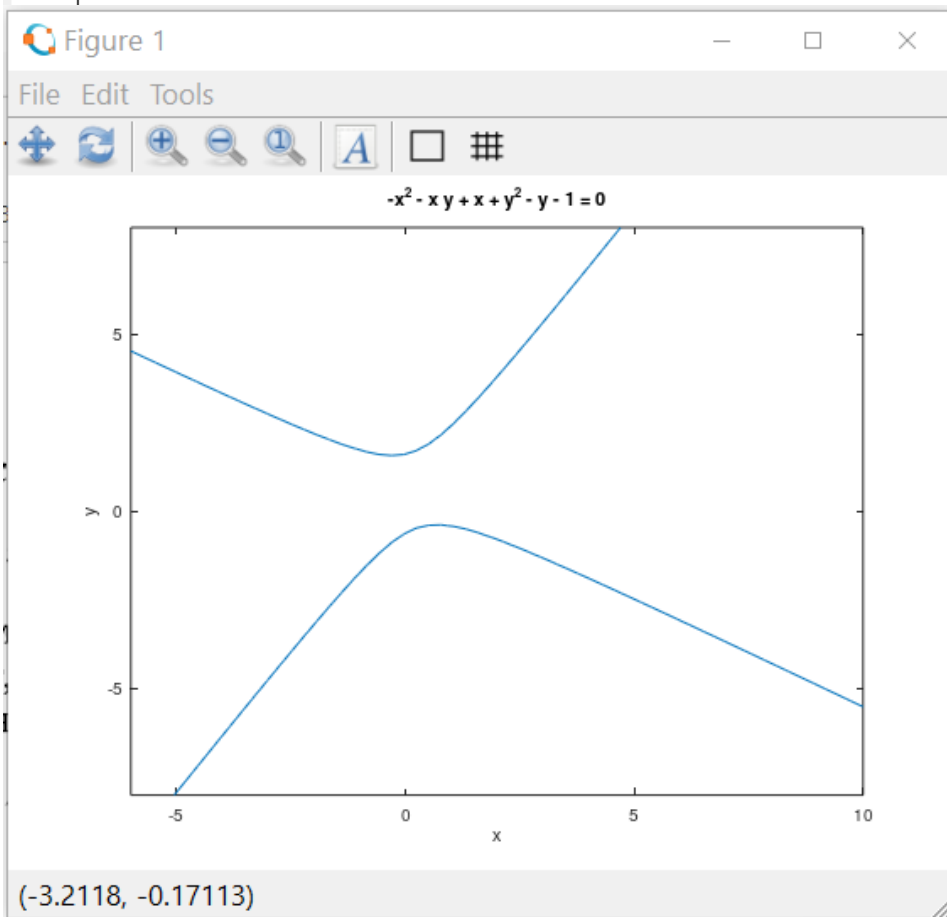 Figure 1
File Edit Tools
A
-x² - x y + x + y² - y - 1 = 0
5
y 0
-5
-5 0 5 10
x
(-3.2118, -0.17113)